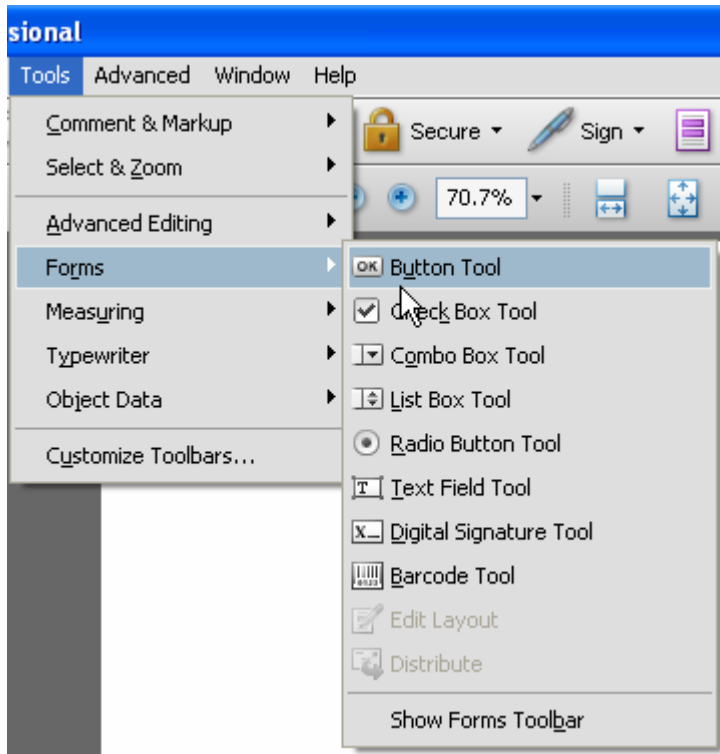 sional
Tools Advanced Window Help
Comment & Markup
Secure Sign
Select & Zoom
70.7%
Advanced Editing
Forms
OK Button Tool
Measuring
Check Box Tool
Typewriter
Combo Box Tool
Object Data
List Box Tool
Customize Toolbars...
Radio Button Tool
T Text Field Tool
X Digital Signature Tool
Barcode Tool
Edit Layout
Distribute
Show Forms Toolbar